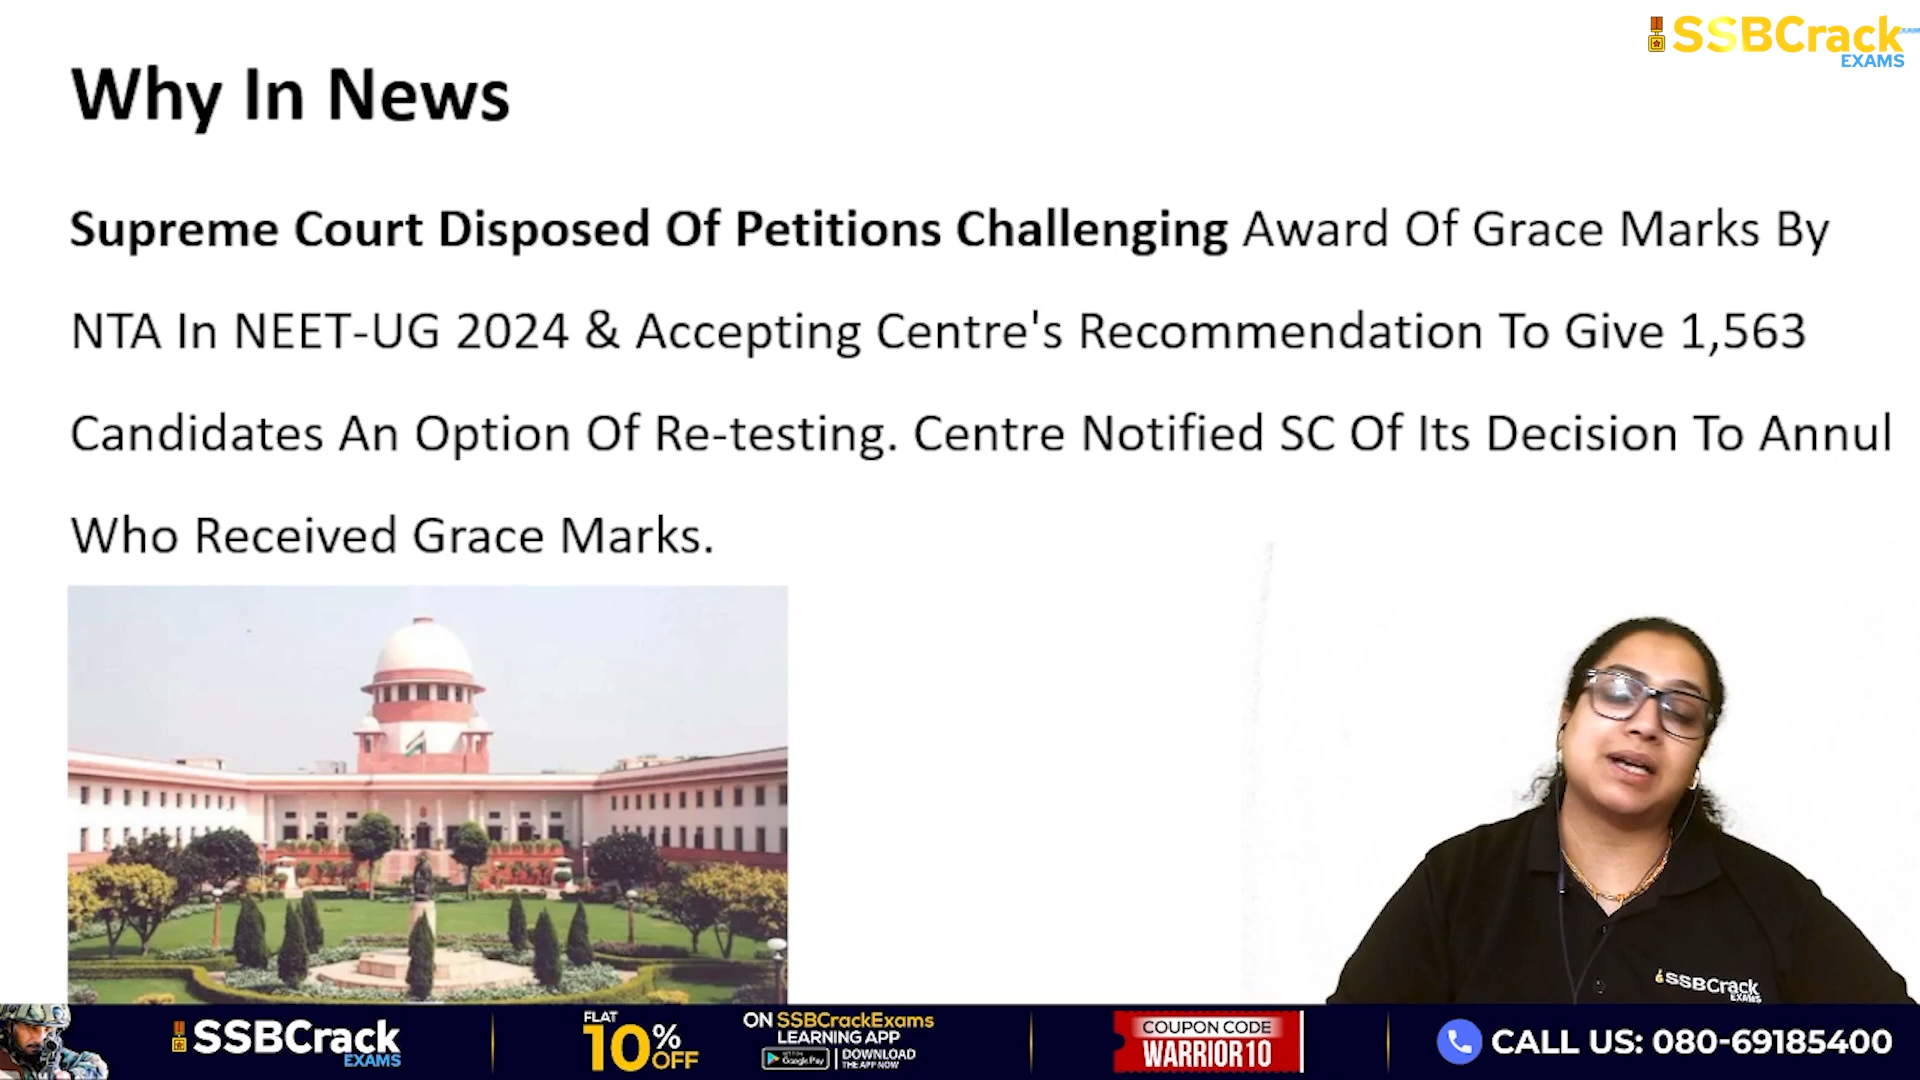 SSBCrack
EXAMS
Why In News
Supreme Court Disposed Of Petitions Challenging Award Of Grace Marks By
NTA In NEET-UG 2024 & Accepting Centre's Recommendation To Give 1,563
Candidates An Option Of Re-testing. Centre Notified SC Of Its Decision To Annul
Who Received Grace Marks.
SSBCrack
EXAMS
SSBCrack
EXAMS
FLAT
10% OFF
ON SSBCrackExams
LEARNING APP
Google Play
DOWNLOAD
THE APP NOW
COUPON CODE
WARRIOR10
CALL US: 080-69185400